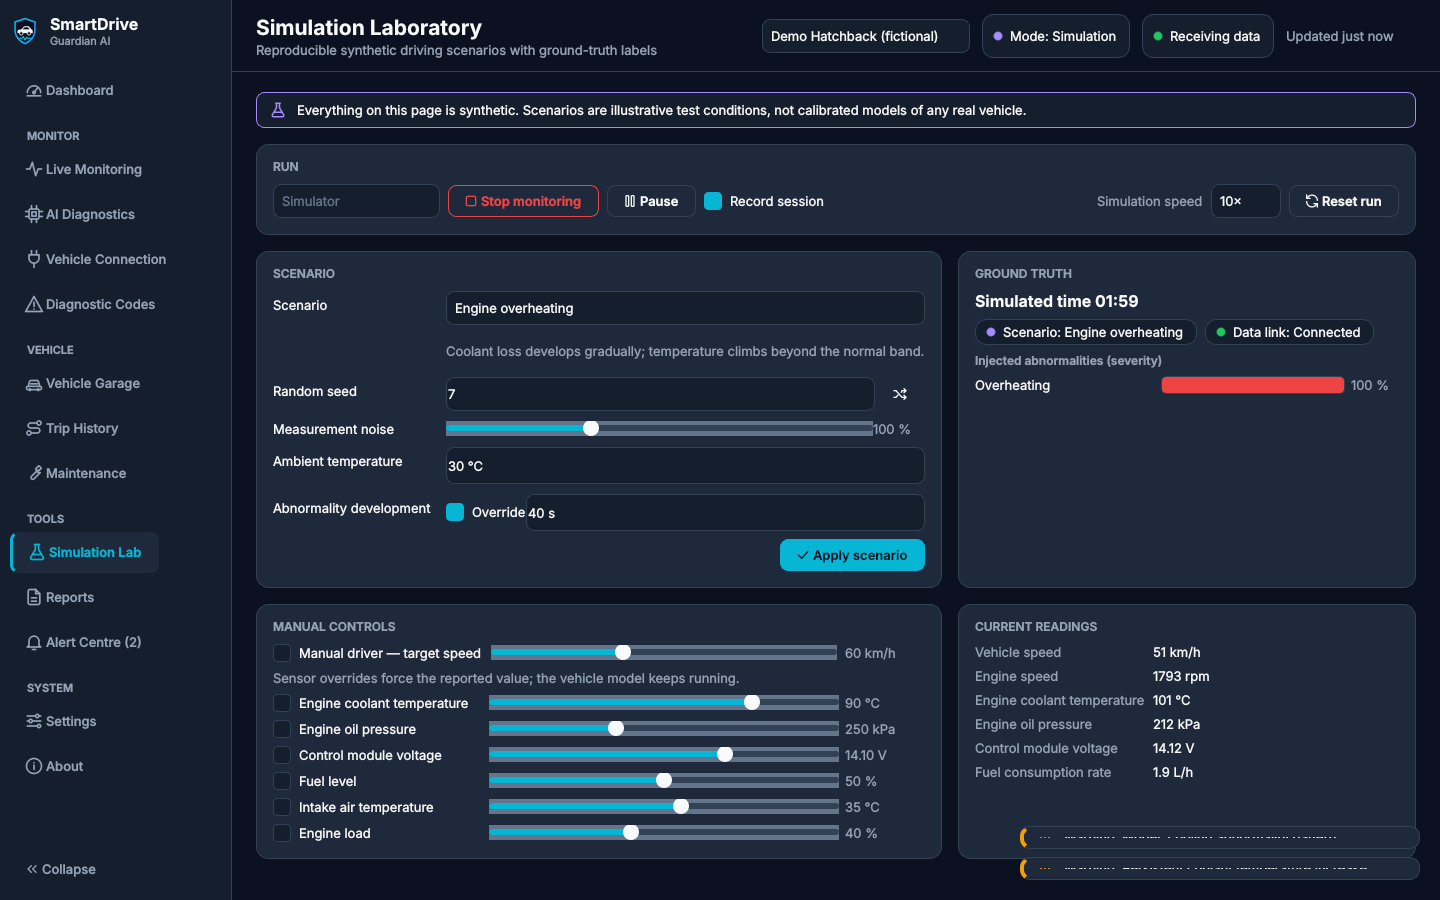 SmartDrive
Guardian AI
Dashboard
MONITOR
Live Monitoring
AI Diagnostics
Vehicle Connection
Diagnostic Codes
VEHICLE
Vehicle Garage
Trip History
Maintenance
TOOLS
Simulation Lab
Reports
Alert Centre (2)
SYSTEM
Settings
About
Collapse
Simulation Laboratory
Reproducible synthetic driving scenarios with ground-truth labels
Demo Hatchback (fictional)
Mode: Simulation
Receiving data
Updated just now
Everything on this page is synthetic. Scenarios are illustrative test conditions, not calibrated models of any real vehicle.
RUN
Simulator
Stop monitoring
Pause
Record session
Simulation speed
10×
Reset run
SCENARIO
Scenario
Engine overheating
Coolant loss develops gradually; temperature climbs beyond the normal band.
Random seed
7
Measurement noise
100 %
Ambient temperature
30 °C
Abnormality development
Override
40 s
Apply scenario
GROUND TRUTH
Simulated time 01:59
Scenario: Engine overheating
Data link: Connected
Injected abnormalities (severity)
Overheating
100 %
MANUAL CONTROLS
Manual driver — target speed
60 km/h
Sensor overrides force the reported value; the vehicle model keeps running.
Engine coolant temperature
90 °C
Engine oil pressure
250 kPa
Control module voltage
14.10 V
Fuel level
50 %
Intake air temperature
35 °C
Engine load
40 %
CURRENT READINGS
Vehicle speed 51 km/h
Engine speed 1793 rpm
Engine coolant temperature 101 °C
Engine oil pressure 212 kPa
Control module voltage 14.12 V
Fuel consumption rate 1.9 L/h